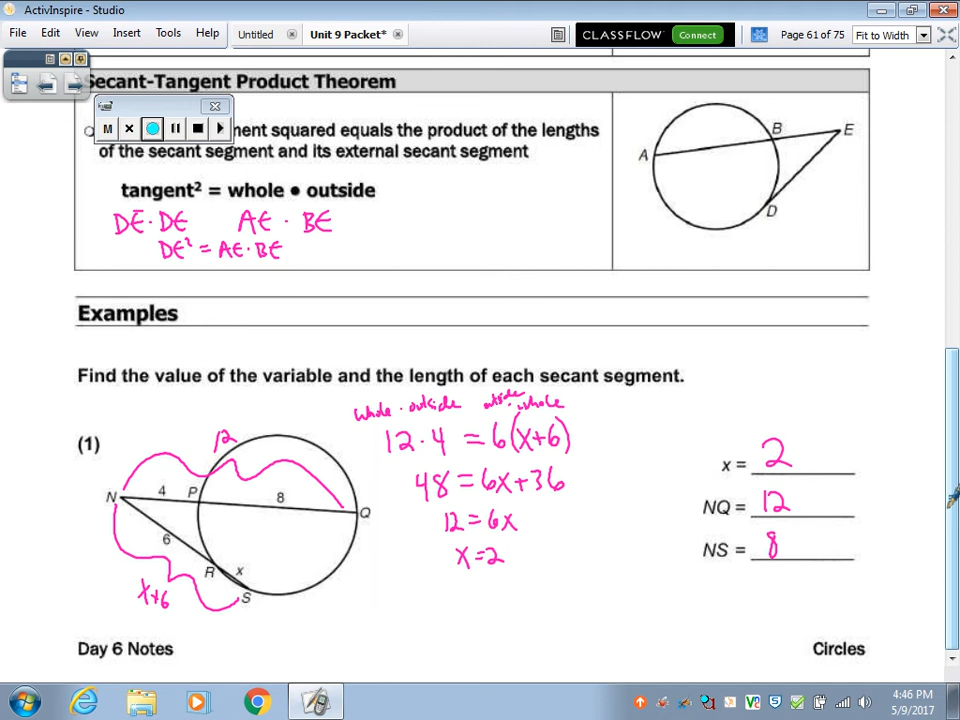 ActivInspire - Studio
File Edit View Insert Tools Help Untitled Unit 9 Packet* CLASSFLOW Connect Page 61 of 75 Fit to Width
Secant-Tangent Product Theorem
M
ment squared equals the product of the lengths
of the secant segment and its external secant segment
tangent² = whole • outside
DE · DE AE · BE
DE² = AE · BE
A B E D
Examples
Find the value of the variable and the length of each secant segment.
whole · outside outside · whole
(1)
12
12 · 4 = 6(x+6)
48 = 6x+36
12 = 6x
x = 2
N 4 P 8 Q
6
R x
S
x+6
x = 2
NQ = 12
NS = 8
Day 6 Notes Circles
4:46 PM
5/9/2017